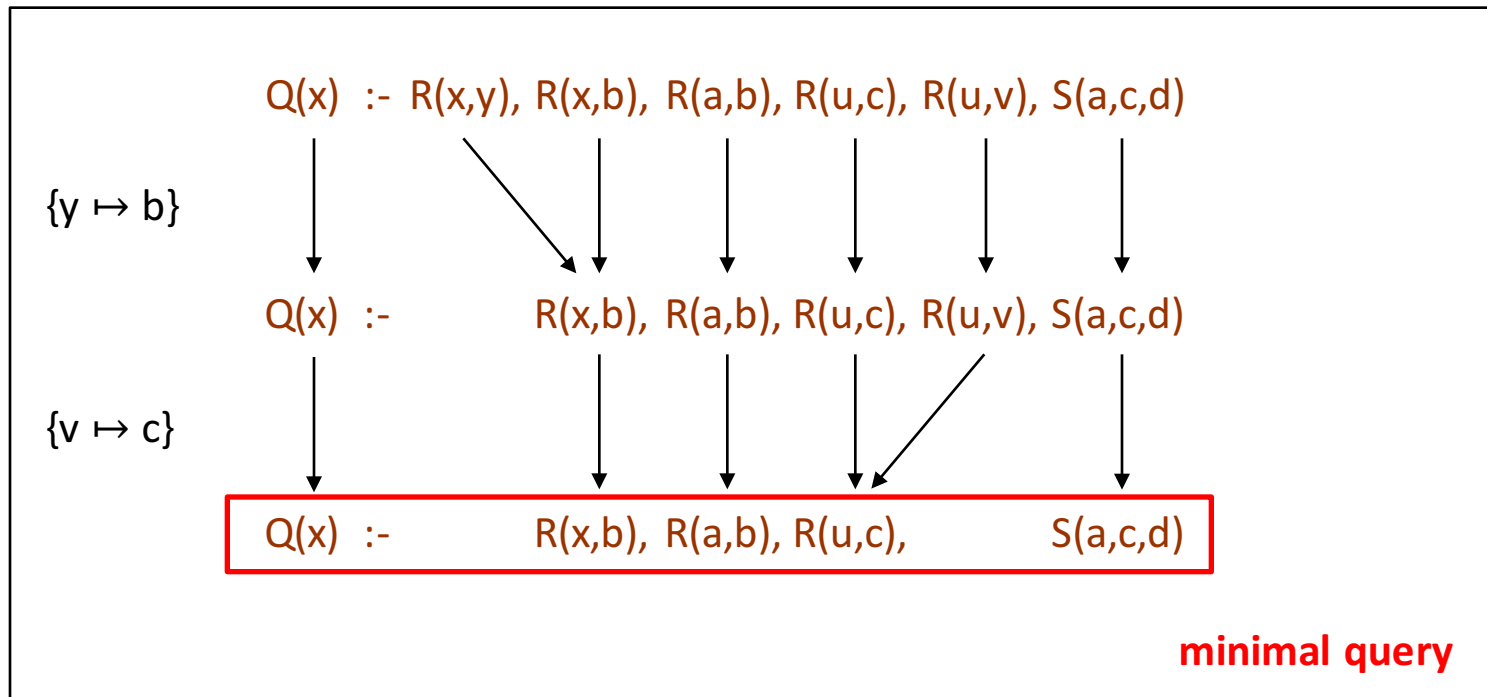 Q(x) :- R(x,y), R(x,b), R(a,b), R(u,c), R(u,v), S(a,c,d)
{y ↦ b}
Q(x) :- R(x,b), R(a,b), R(u,c), R(u,v), S(a,c,d)
{v ↦ c}
Q(x) :- R(x,b), R(a,b), R(u,c), S(a,c,d)
minimal query